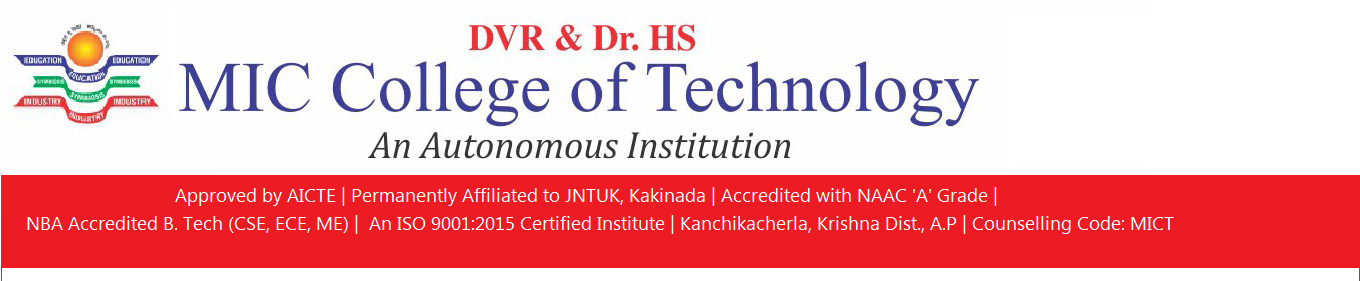 DVR & Dr. HS
MIC College of Technology
An Autonomous Institution
EDUCATION EDUCATION EDUCATION
SYMBIOSIS SYMBIOSIS SYMBIOSIS
INDUSTRY INDUSTRY INDUSTRY
Approved by AICTE | Permanently Affiliated to JNTUK, Kakinada | Accredited with NAAC 'A' Grade |
NBA Accredited B. Tech (CSE, ECE, ME) | An ISO 9001:2015 Certified Institute | Kanchikacherla, Krishna Dist., A.P | Counselling Code: MICT